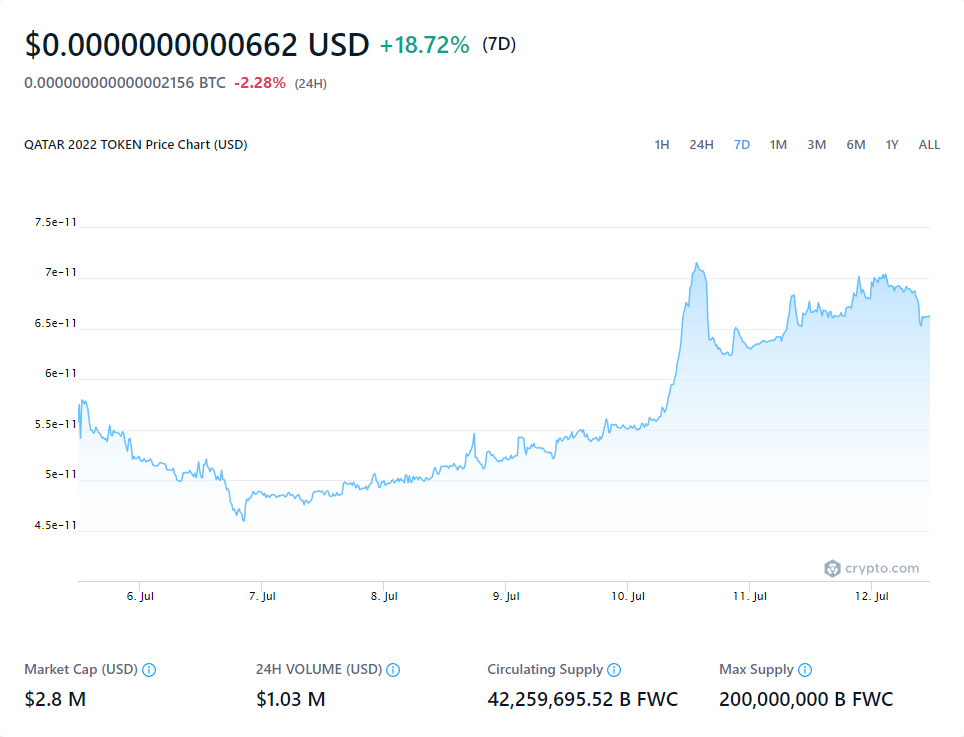 $0.0000000000662 USD +18.72% (7D)
0.000000000000002156 BTC -2.28% (24H)
QATAR 2022 TOKEN Price Chart (USD) 1H 24H 7D 1M 3M 6M 1Y ALL
7.5e-11
7e-11
6.5e-11
6e-11
5.5e-11
5e-11
4.5e-11
crypto.com
6. Jul 7. Jul 8. Jul 9. Jul 10. Jul 11. Jul 12. Jul
Market Cap (USD) 24H VOLUME (USD) Circulating Supply Max Supply
$2.8 M $1.03 M 42,259,695.52 B FWC 200,000,000 B FWC